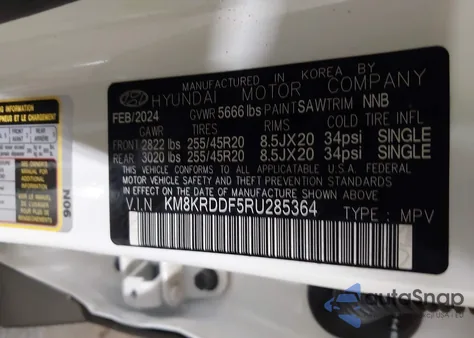 MANUFACTURED IN KOREA BY
HYUNDAI MOTOR COMPANY
FEB/2024 GVWR 5666 lbs PAINT SAW TRIM NNB
GAWR TIRES RIMS COLD TIRE INFL
FRONT 2822 lbs 255/45R20 8.5JX20 34psi SINGLE
REAR 3020 lbs 255/45R20 8.5JX20 34psi SINGLE
THIS VEHICLE CONFORMS TO ALL APPLICABLE U.S.A. FEDERAL
MOTOR VEHICLE SAFETY AND THEFT PREVENTION STANDARDS
IN EFFECT ON THE DATE OF MANUFACTURE SHOWN ABOVE.
V.I.N KM8KRDDF5RU285364 TYPE : MPV
INFORMATION
90N
autoSnap